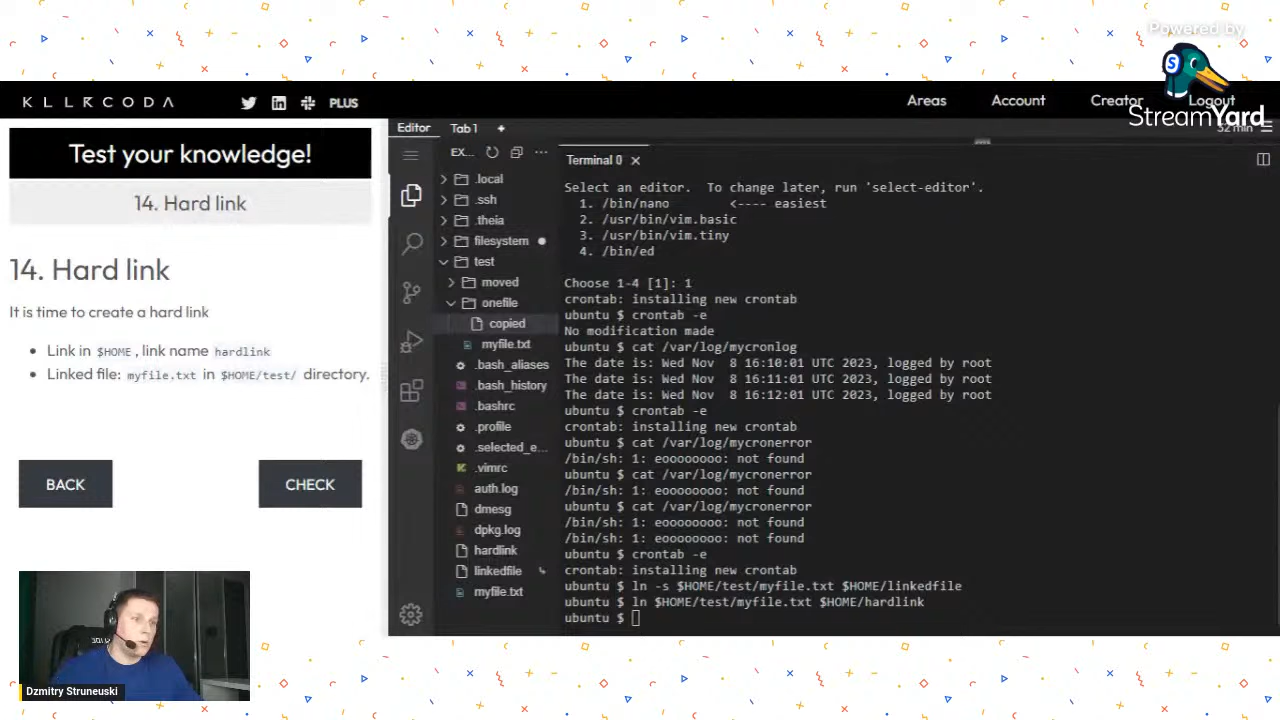 Powered by
StreamYard
KLLRCODA
PLUS
Areas
Account
Creator
Logout
Test your knowledge!
14. Hard link
14. Hard link
It is time to create a hard link
Link in $HOME , link name hardlink
Linked file: myfile.txt in $HOME/test/ directory.
BACK
CHECK
Dzmitry Struneuski
Editor
Tab 1
52 min
EX...
.local
.ssh
.theia
filesystem
test
moved
onefile
copied
myfile.txt
.bash_aliases
.bash_history
.bashrc
.profile
.selected_e...
.vimrc
auth.log
dmesg
dpkg.log
hardlink
linkedfile
myfile.txt
Terminal 0
Select an editor. To change later, run 'select-editor'.
1. /bin/nano <---- easiest
2. /usr/bin/vim.basic
3. /usr/bin/vim.tiny
4. /bin/ed
Choose 1-4 [1]: 1
crontab: installing new crontab
ubuntu $ crontab -e
No modification made
ubuntu $ cat /var/log/mycronlog
The date is: Wed Nov 8 16:10:01 UTC 2023, logged by root
The date is: Wed Nov 8 16:11:01 UTC 2023, logged by root
The date is: Wed Nov 8 16:12:01 UTC 2023, logged by root
ubuntu $ crontab -e
crontab: installing new crontab
ubuntu $ cat /var/log/mycronerror
/bin/sh: 1: eoooooooo: not found
ubuntu $ cat /var/log/mycronerror
/bin/sh: 1: eoooooooo: not found
ubuntu $ cat /var/log/mycronerror
/bin/sh: 1: eoooooooo: not found
/bin/sh: 1: eoooooooo: not found
ubuntu $ crontab -e
crontab: installing new crontab
ubuntu $ ln -s $HOME/test/myfile.txt $HOME/linkedfile
ubuntu $ ln $HOME/test/myfile.txt $HOME/hardlink
ubuntu $